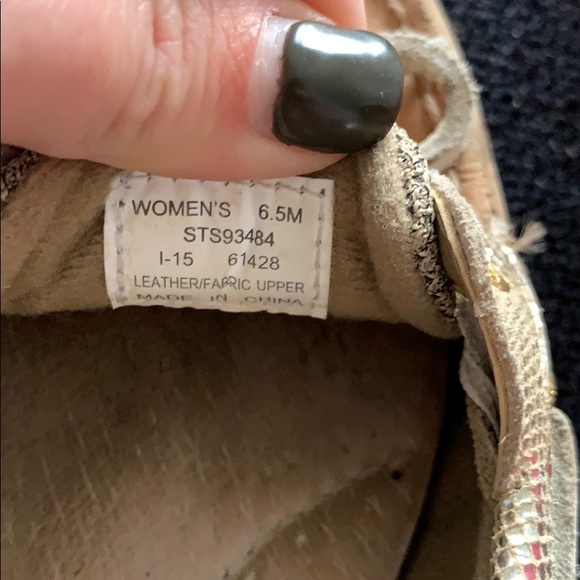 WOMEN'S 6.5M
STS93484
I-15 61428
LEATHER/FABRIC UPPER
MADE IN CHINA